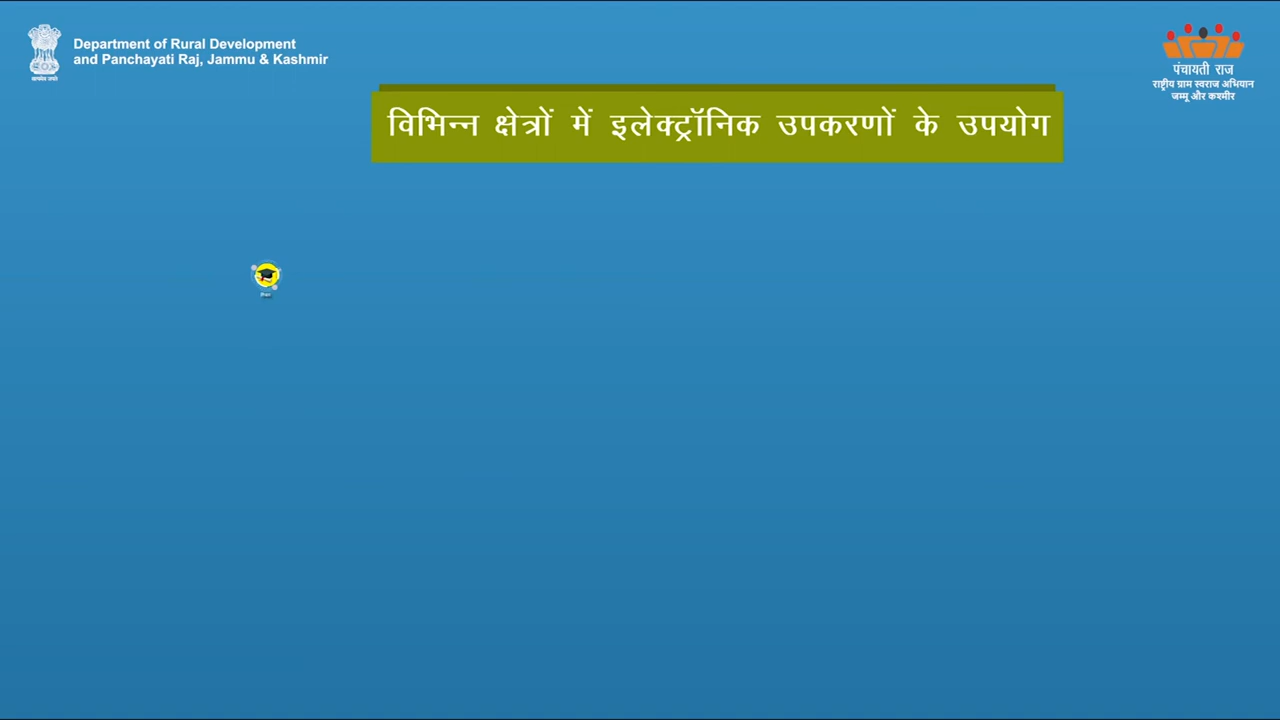 Department of Rural Development
and Panchayati Raj, Jammu & Kashmir
पंचायती राज
राष्ट्रीय ग्राम स्वराज अभियान
जम्मू और कश्मीर
विभिन्न क्षेत्रों में इलेक्ट्रॉनिक उपकरणों के उपयोग